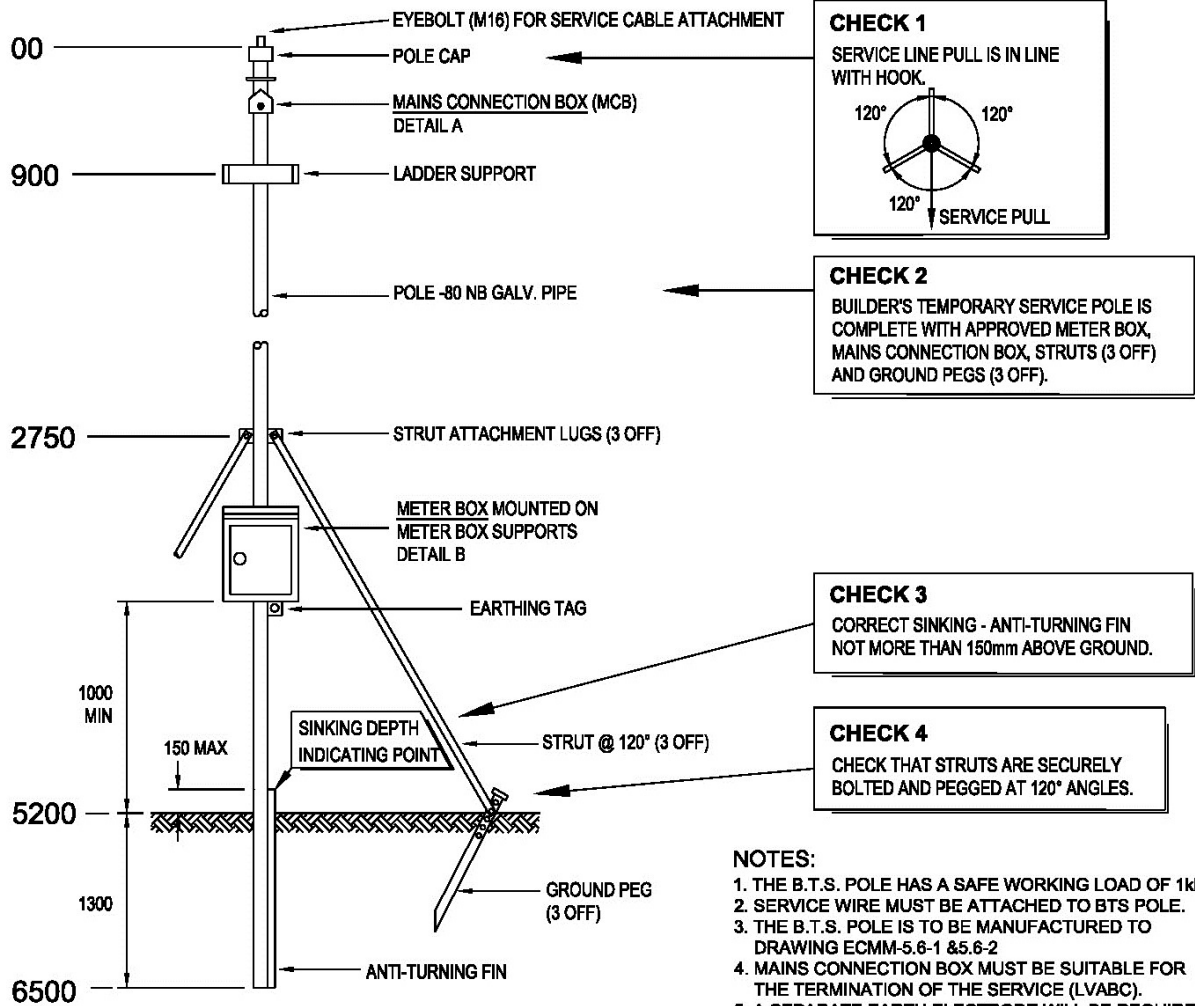 00
EYEBOLT (M16) FOR SERVICE CABLE ATTACHMENT
POLE CAP
MAINS CONNECTION BOX (MCB)
DETAIL A
900
LADDER SUPPORT
POLE -80 NB GALV. PIPE
2750
STRUT ATTACHMENT LUGS (3 OFF)
METER BOX MOUNTED ON
METER BOX SUPPORTS
DETAIL B
EARTHING TAG
1000
MIN
150 MAX
SINKING DEPTH
INDICATING POINT
STRUT @ 120° (3 OFF)
5200
1300
GROUND PEG
(3 OFF)
ANTI-TURNING FIN
6500
CHECK 1
SERVICE LINE PULL IS IN LINE
WITH HOOK.
120° 120°
120°
SERVICE PULL
CHECK 2
BUILDER'S TEMPORARY SERVICE POLE IS
COMPLETE WITH APPROVED METER BOX,
MAINS CONNECTION BOX, STRUTS (3 OFF)
AND GROUND PEGS (3 OFF).
CHECK 3
CORRECT SINKING - ANTI-TURNING FIN
NOT MORE THAN 150mm ABOVE GROUND.
CHECK 4
CHECK THAT STRUTS ARE SECURELY
BOLTED AND PEGGED AT 120° ANGLES.
NOTES:
1. THE B.T.S. POLE HAS A SAFE WORKING LOAD OF
2. SERVICE WIRE MUST BE ATTACHED TO BTS POLE.
3. THE B.T.S. POLE IS TO BE MANUFACTURED TO
DRAWING ECMM-5.6-1 &5.6-2
4. MAINS CONNECTION BOX MUST BE SUITABLE FOR
THE TERMINATION OF THE SERVICE (LVABC).